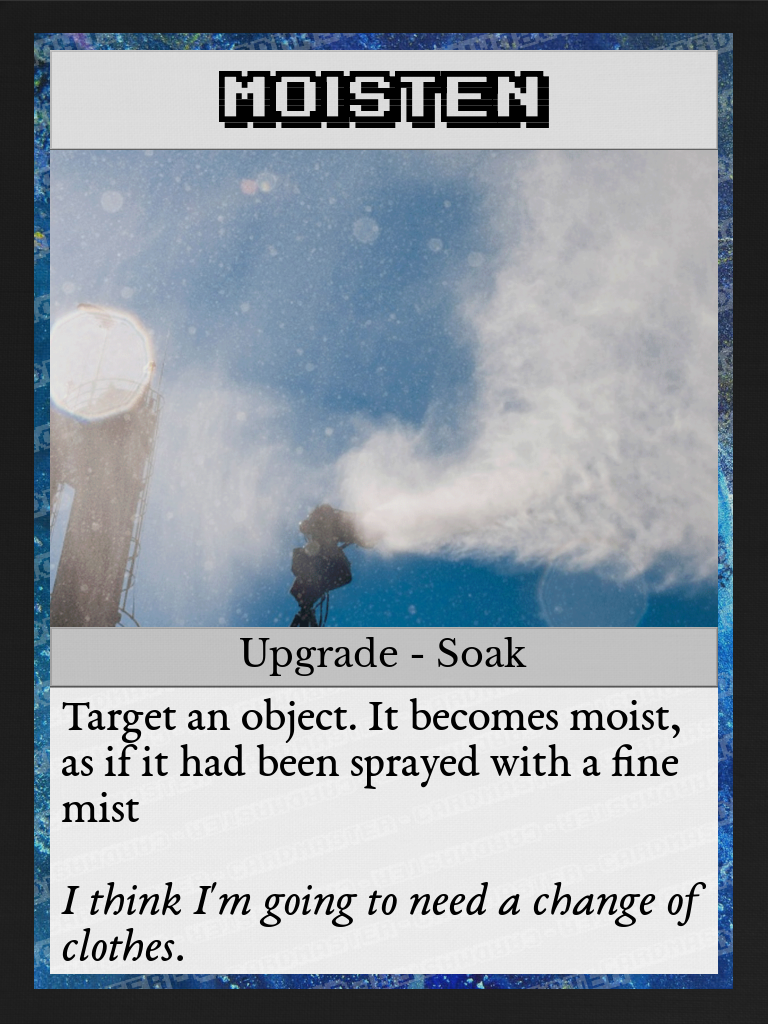 MOISTEN
Upgrade - Soak
Target an object. It becomes moist,
as if it had been sprayed with a fine
mist
I think I'm going to need a change of
clothes.